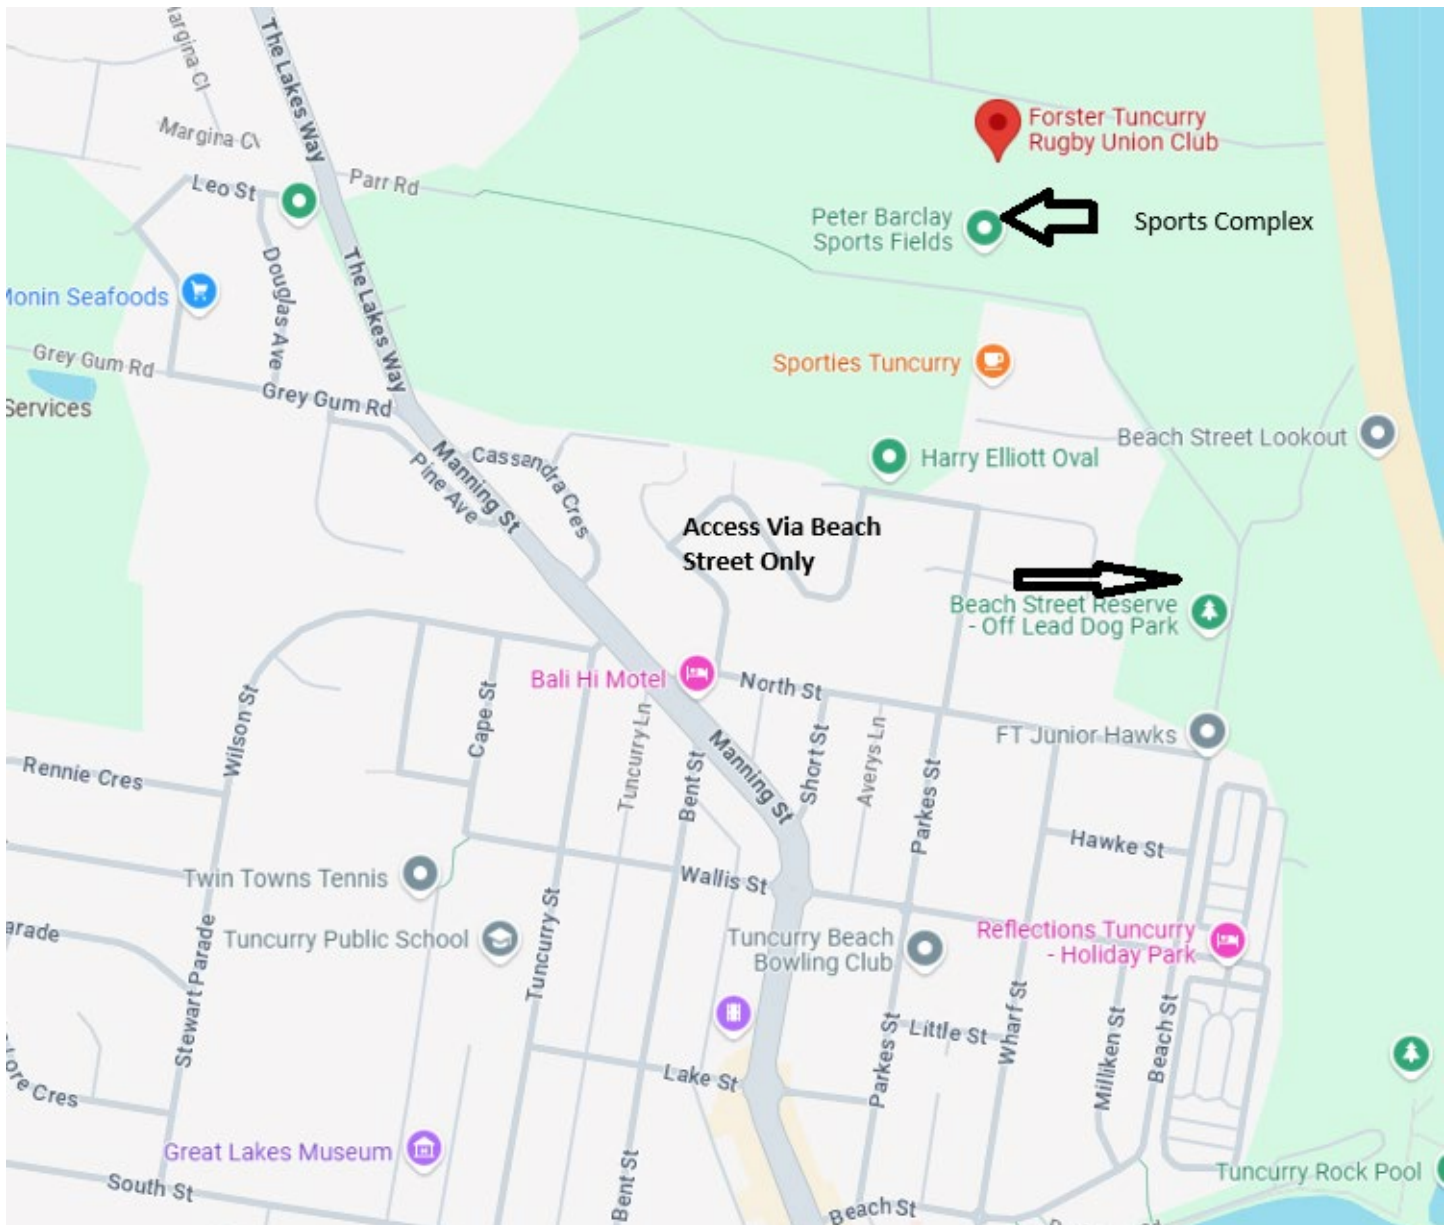 The Lakes Way
Margina Cl
Forster Tuncurry
Rugby Union Club
Leo St
Parr Rd
Peter Barclay
Sports Fields
Sports Complex
The Lakes Way
Douglas Ave
Monin Seafoods
Grey Gum Rd
Services
Sporties Tuncurry
Grey Gum Rd
Beach Street Lookout
Manning St
Cassandra Cres
Pine Ave
Harry Elliott Oval
Access Via Beach
Street Only
Beach Street Reserve
- Off Lead Dog Park
Bali Hi Motel
North St
Wilson St
Cape St
Tuncurry Ln
Bent St
Manning St
Short St
Averys Ln
Parkes St
FT Junior Hawks
Rennie Cres
Hawke St
Twin Towns Tennis
Wallis St
Tuncurry Public School
Tuncurry St
Tuncurry Beach
Bowling Club
Reflections Tuncurry
- Holiday Park
Stewart Parade
Parkes St
Little St
Wharf St
Milliken St
Beach St
Lake St
Great Lakes Museum
South St
Bent St
Beach St
Tuncurry Rock Pool